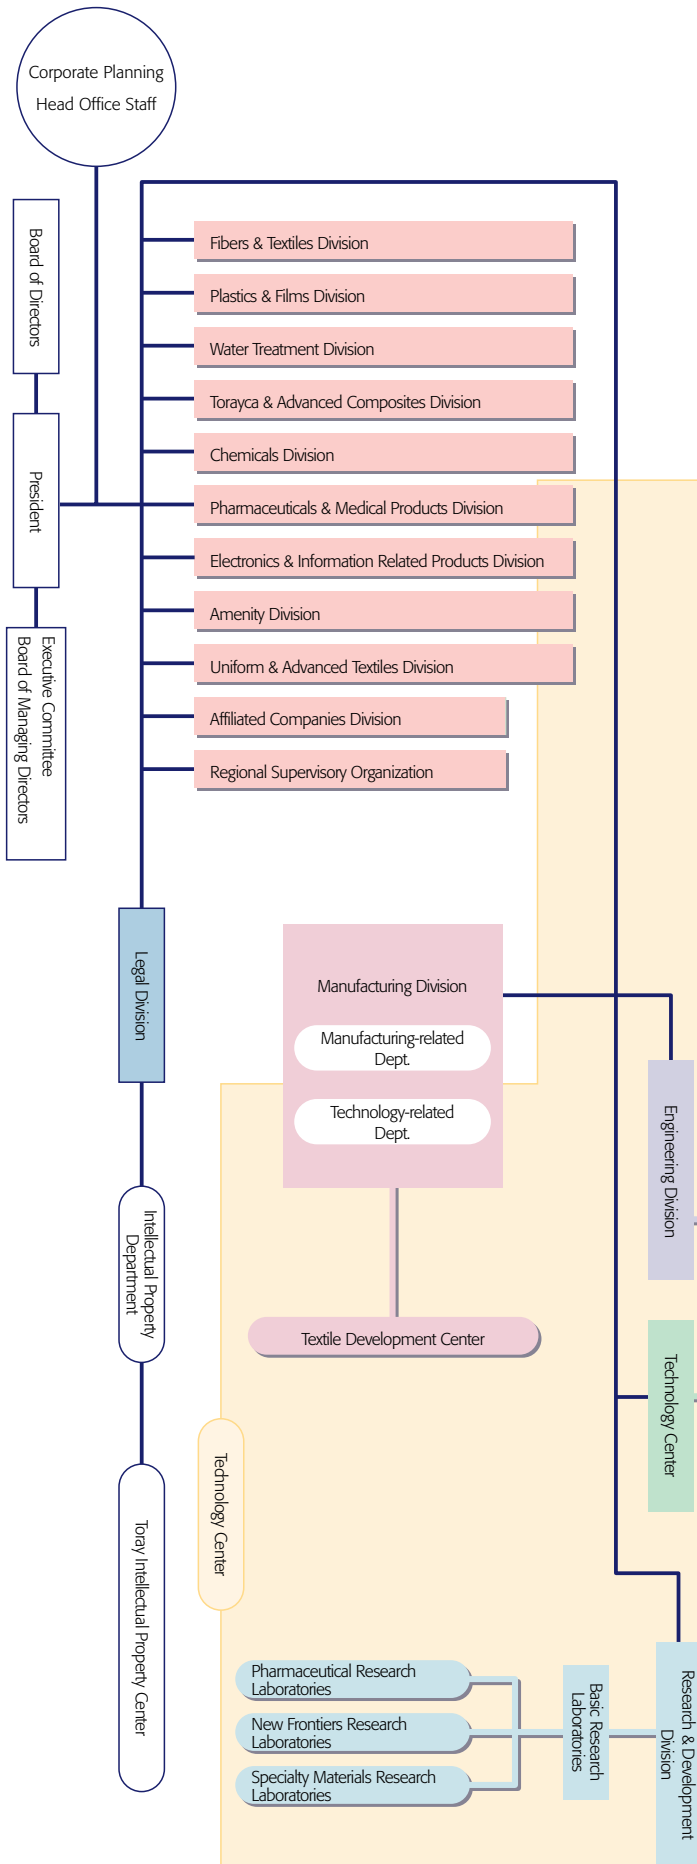 Corporate Planning
Head Office Staff
Board of Directors
President
Executive Committee
Board of Managing Directors
Fibers & Textiles Division
Plastics & Films Division
Water Treatment Division
Torayca & Advanced Composites Division
Chemicals Division
Pharmaceuticals & Medical Products Division
Electronics & Information Related Products Division
Amenity Division
Uniform & Advanced Textiles Division
Affiliated Companies Division
Regional Supervisory Organization
Legal Division
Intellectual Property
Department
Toray Intellectual Property Center
Manufacturing Division
Manufacturing-related
Dept.
Technology-related
Dept.
Textile Development Center
Engineering Division
Technology Center
Technology Center
Research & Development
Division
Basic Research
Laboratories
Pharmaceutical Research
Laboratories
New Frontiers Research
Laboratories
Specialty Materials Research
Laboratories